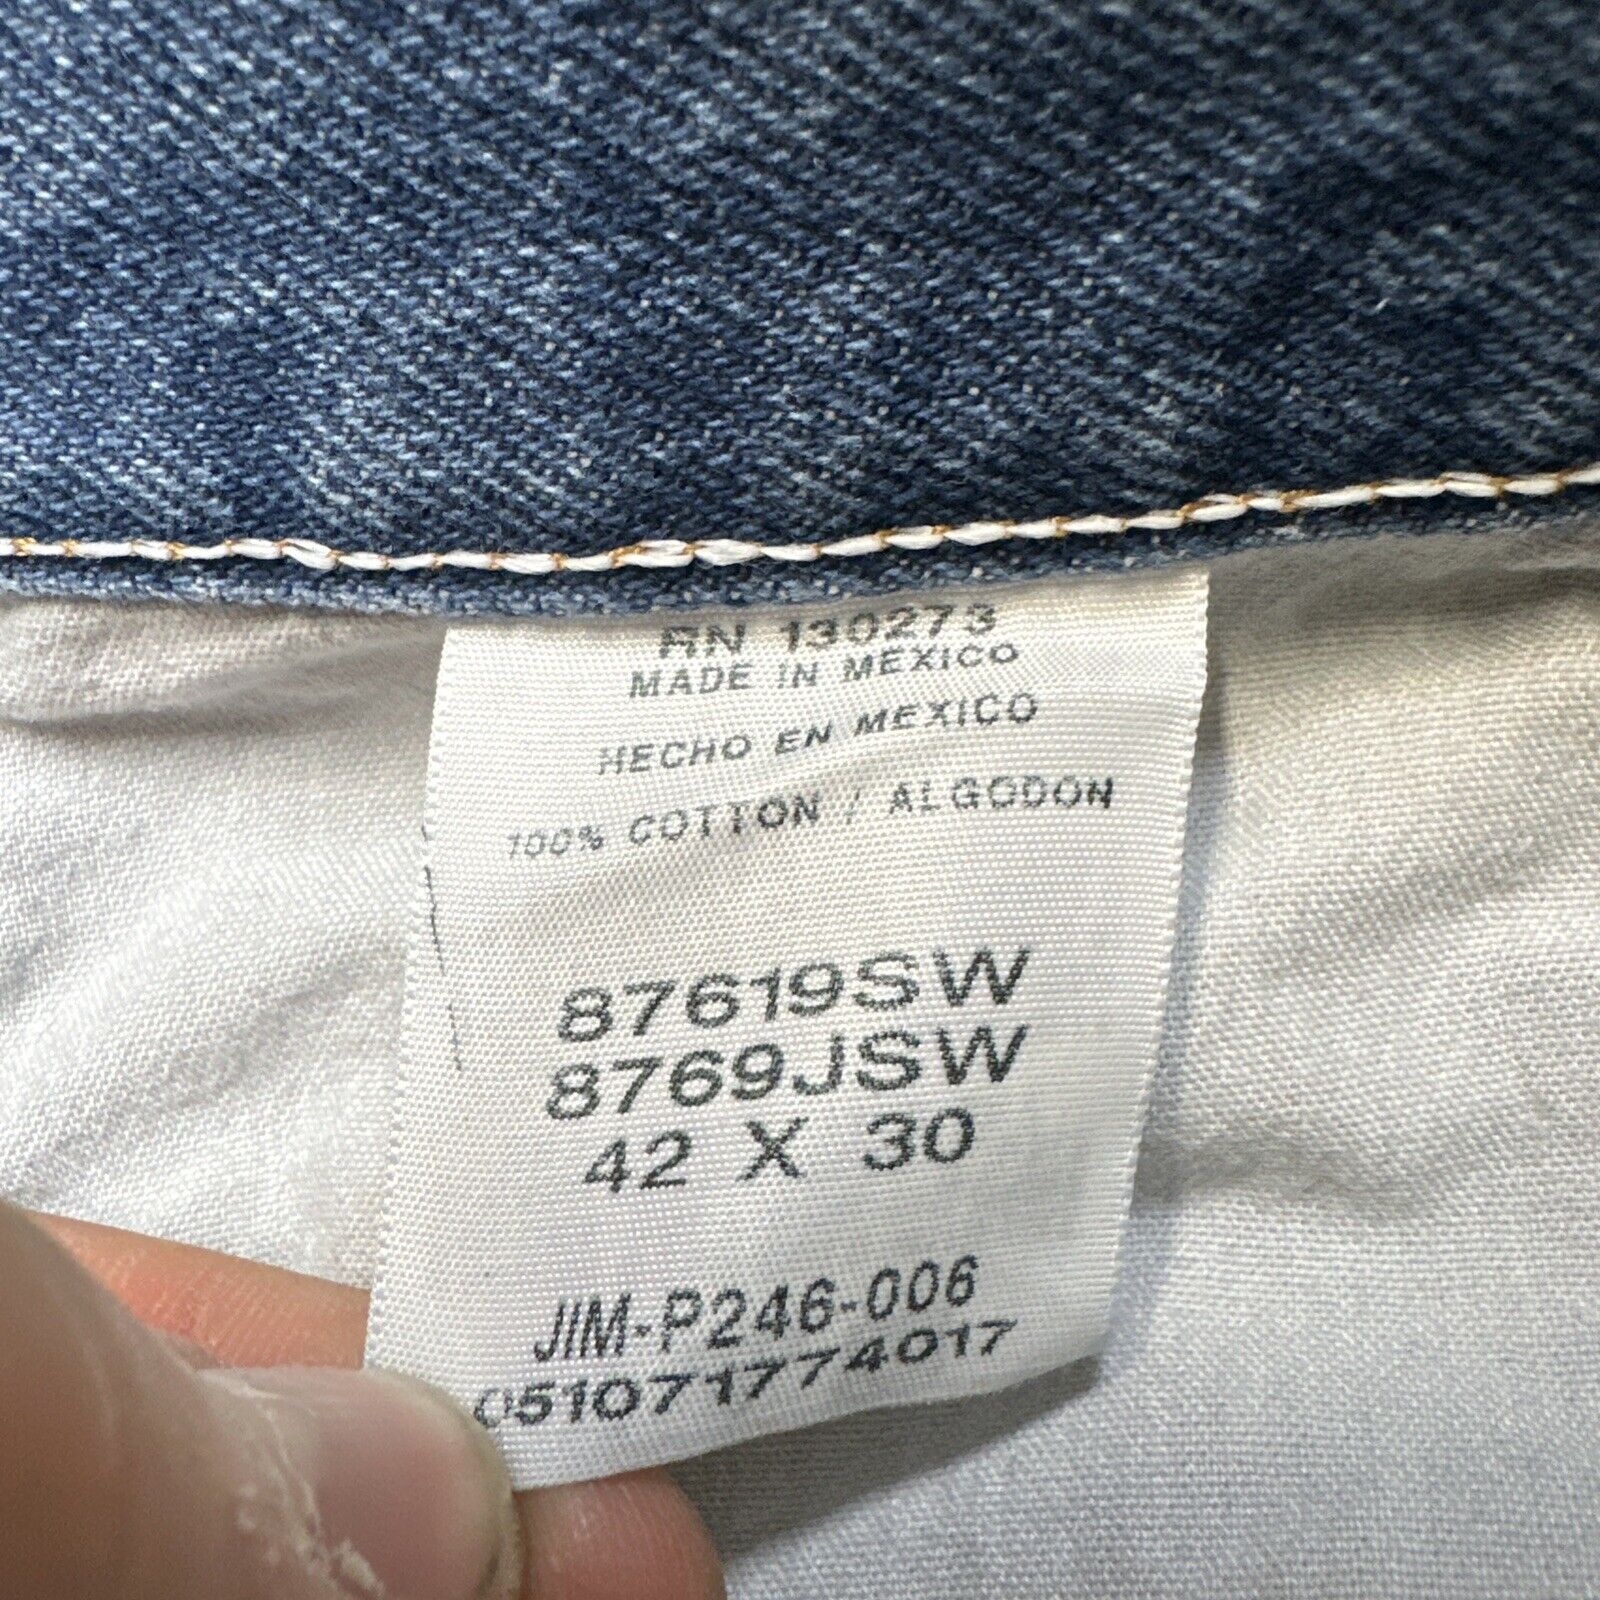 RN 130273
MADE IN MEXICO
HECHO EN MEXICO
100% COTTON / ALGODON
87619SW
8769JSW
42 X 30
JIM-P246-006
051071774017